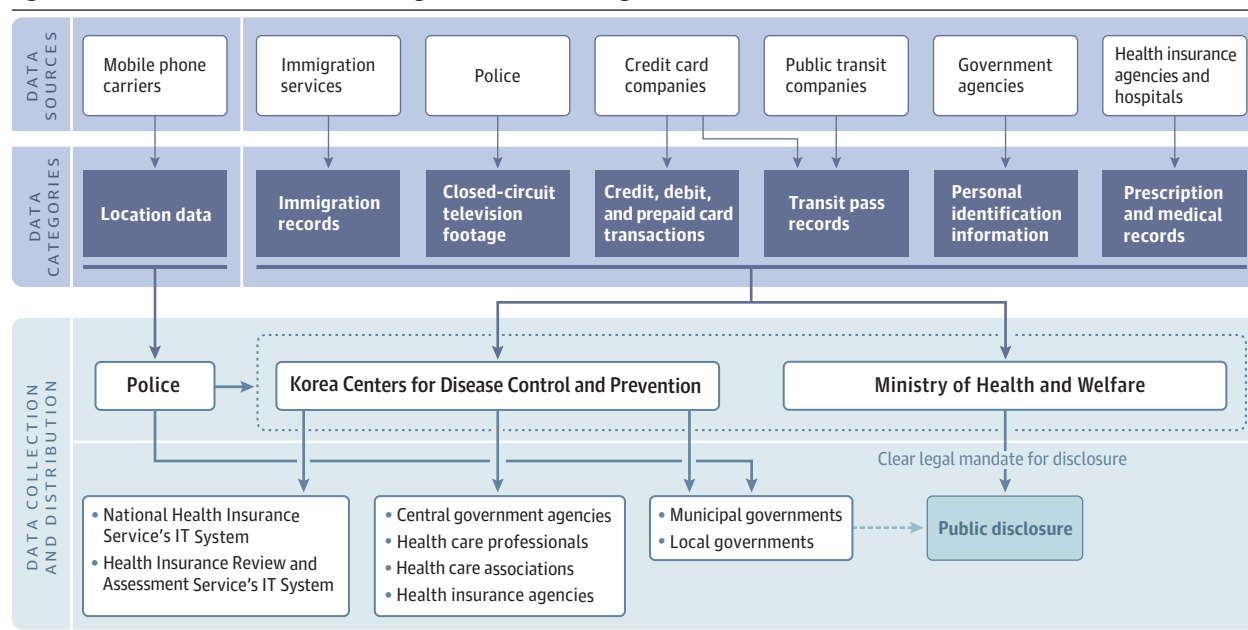 DATA
SOURCES
Mobile phone
carriers
Immigration
services
Police
Credit card
companies
Public transit
companies
Government
agencies
Health insurance
agencies and
hospitals
DATA
CATEGORIES
Location data
Immigration
records
Closed-circuit
television
footage
Credit, debit,
and prepaid card
transactions
Transit pass
records
Personal
identification
information
Prescription
and medical
records
DATA COLLECTION
AND DISTRIBUTION
Police
Korea Centers for Disease Control and Prevention
Ministry of Health and Welfare
Clear legal mandate for disclosure
• National Health Insurance
Service's IT System
• Health Insurance Review and
Assessment Service's IT System
• Central government agencies
• Health care professionals
• Health care associations
• Health insurance agencies
• Municipal governments
• Local governments
Public disclosure